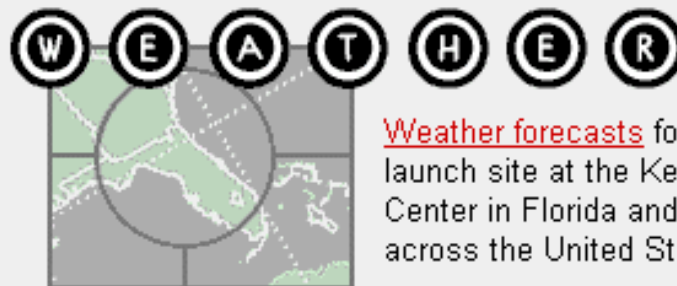 WEATHER
Weather forecasts fo
launch site at the Ke
Center in Florida and
across the United St